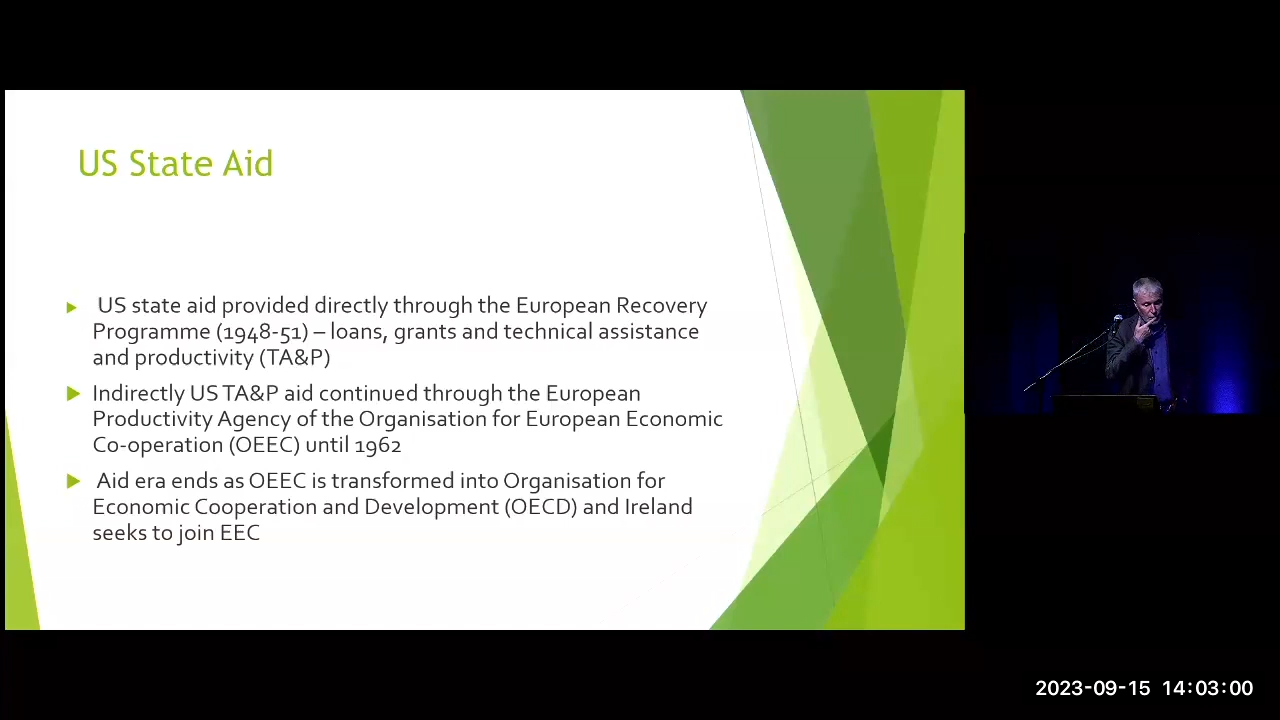 US State Aid
US state aid provided directly through the European Recovery
Programme (1948-51) – loans, grants and technical assistance
and productivity (TA&P)
Indirectly US TA&P aid continued through the European
Productivity Agency of the Organisation for European Economic
Co-operation (OEEC) until 1962
Aid era ends as OEEC is transformed into Organisation for
Economic Cooperation and Development (OECD) and Ireland
seeks to join EEC
2023-09-15 14:03:00